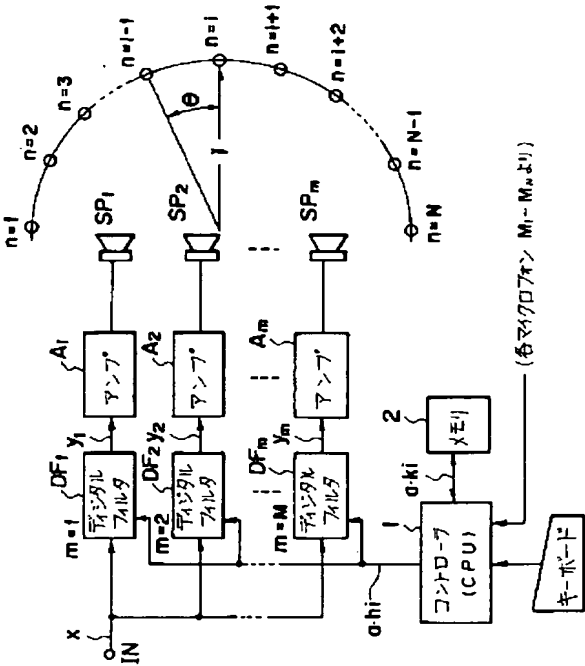 IN
x
m=1
DF1
ディジタル
フィルタ
y1
A1
アンプ
SP1
m=2
DF2
ディジタル
フィルタ
y2
A2
アンプ
SP2
m=M
DFm
ディジタル
フィルタ
ym
Am
アンプ
SPm
n=1
n=2
n=3
n=i-1
n=i
n=i+1
n=i+2
n=N-1
n=N
θ
γ
a・hi
1
コントローラ
(CPU)
a・ki
2
メモリ
キーボード
(各マイクロフォン M1~MNより)